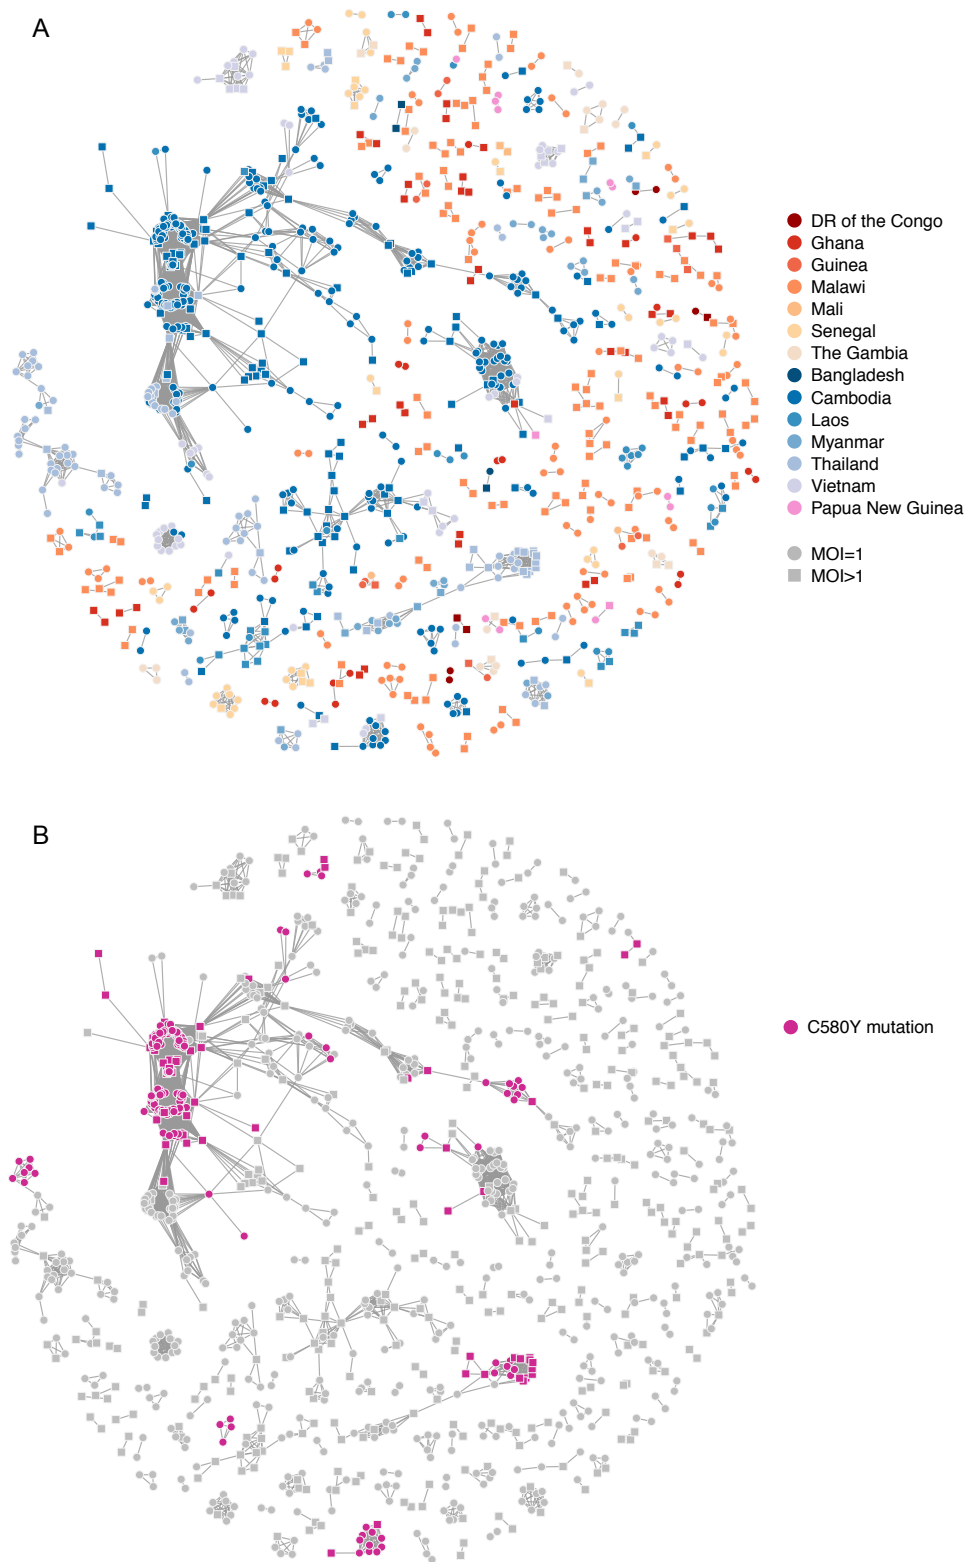 A
DR of the Congo
Ghana
Guinea
Malawi
Mali
Senegal
The Gambia
Bangladesh
Cambodia
Laos
Myanmar
Thailand
Vietnam
Papua New Guinea
MOI=1
MOI>1
B
C580Y mutation